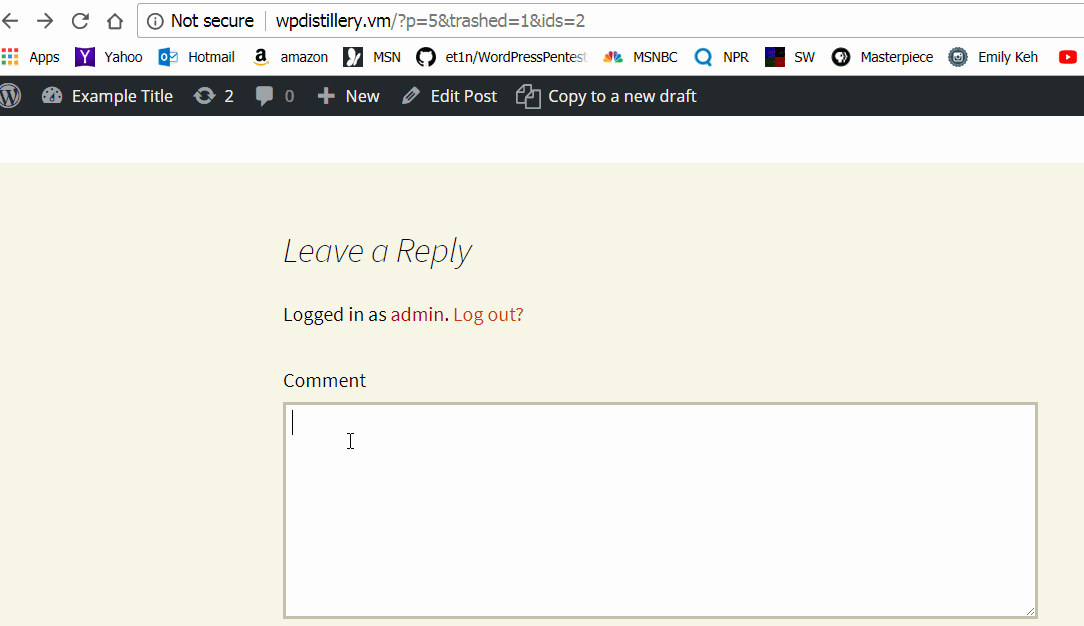 Not secure wpdistillery.vm/?p=5&trashed=1&ids=2
Apps Yahoo Hotmail amazon MSN et1n/WordPressPentest MSNBC NPR SW Masterpiece Emily Keh
Example Title 2 0 New Edit Post Copy to a new draft
Leave a Reply
Logged in as admin. Log out?
Comment